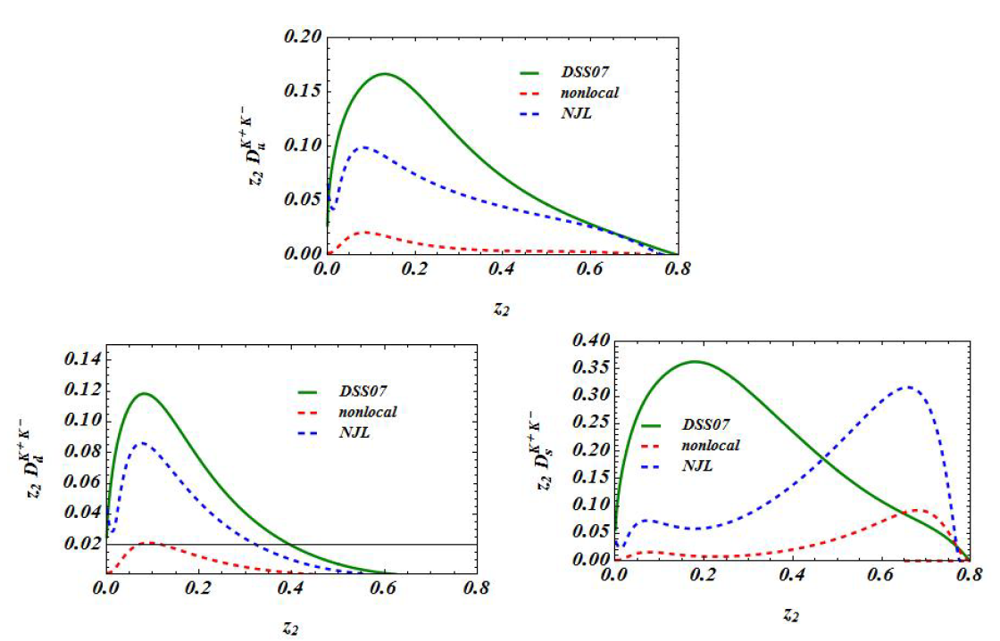 0.20
z₂ D_u^{K⁺K⁻}
0.15
0.10
0.05
0.00
DSS07
nonlocal
NJL
0.0 0.2 0.4 0.6 0.8
z₂
0.14
z₂ D_d^{K⁺K⁻}
0.12
0.10
0.08
0.06
0.04
0.02
DSS07
nonlocal
NJL
0.0 0.2 0.4 0.6 0.8
z₂
0.40
z₂ D_s^{K⁺K⁻}
0.35
0.30
0.25
0.20
0.15
0.10
0.05
0.00
DSS07
nonlocal
NJL
0.0 0.2 0.4 0.6 0.8
z₂